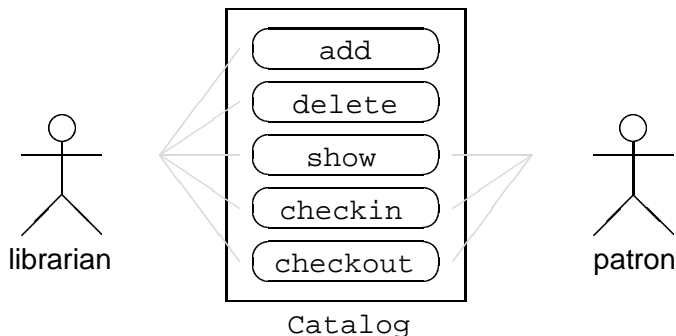 add
delete
show
checkin
checkout
librarian
patron
Catalog